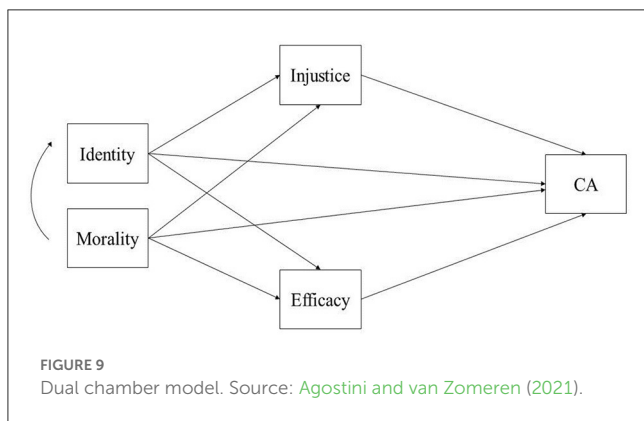 Injustice
Identity
CA
Morality
Efficacy
FIGURE 9
Dual chamber model. Source: Agostini and van Zomeren (2021).